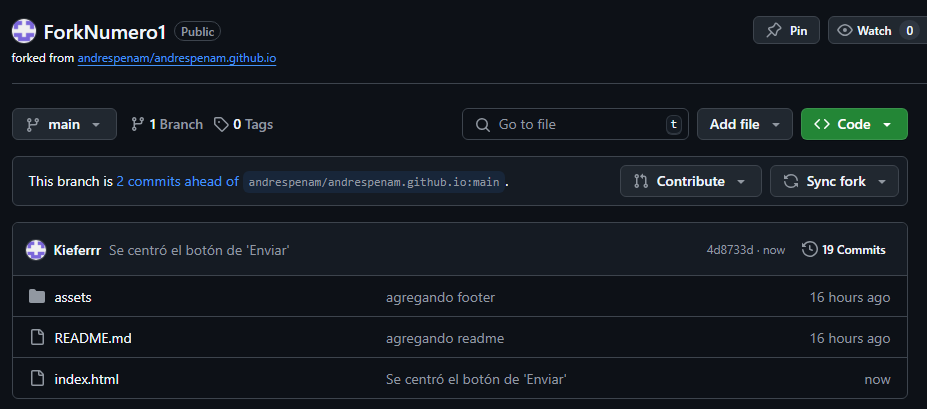 ForkNumero1 Public Pin Watch 0
forked from andrespenam/andrespenam.github.io
main 1 Branch 0 Tags Go to file t Add file Code
This branch is 2 commits ahead of andrespenam/andrespenam.github.io:main. Contribute Sync fork
Kieferrr Se centró el botón de 'Enviar' 4d8733d · now 19 Commits
assets agregando footer 16 hours ago
README.md agregando readme 16 hours ago
index.html Se centró el botón de 'Enviar' now